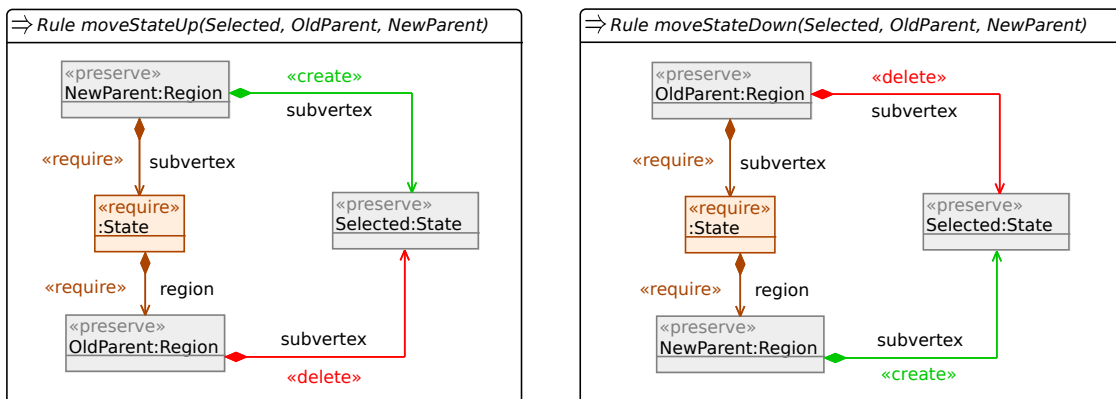 ⇒ Rule moveStateUp(Selected, OldParent, NewParent)
«preserve»
NewParent:Region
«create»
subvertex
«require»
subvertex
«require»
:State
«preserve»
Selected:State
«require»
region
«preserve»
OldParent:Region
subvertex
«delete»
⇒ Rule moveStateDown(Selected, OldParent, NewParent)
«preserve»
OldParent:Region
«delete»
subvertex
«require»
subvertex
«require»
:State
«preserve»
Selected:State
«require»
region
«preserve»
NewParent:Region
subvertex
«create»